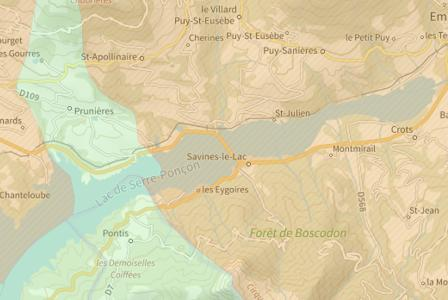 le Villard
Puy-St-Eusèbe
Cherines
Puy-St-Eusèbe
le Petit Puy
Puy-Sanières
St-Apollinaire
Gourres
D109
Prunières
St-Julien
Crots
Savines-le-Lac
Montmirail
Chanteloube
Lac de Serre-Ponçon
les Eygoires
D568
St-Jean
Pontis
Forêt de Boscodon
les Demoiselles
Coiffées
D7